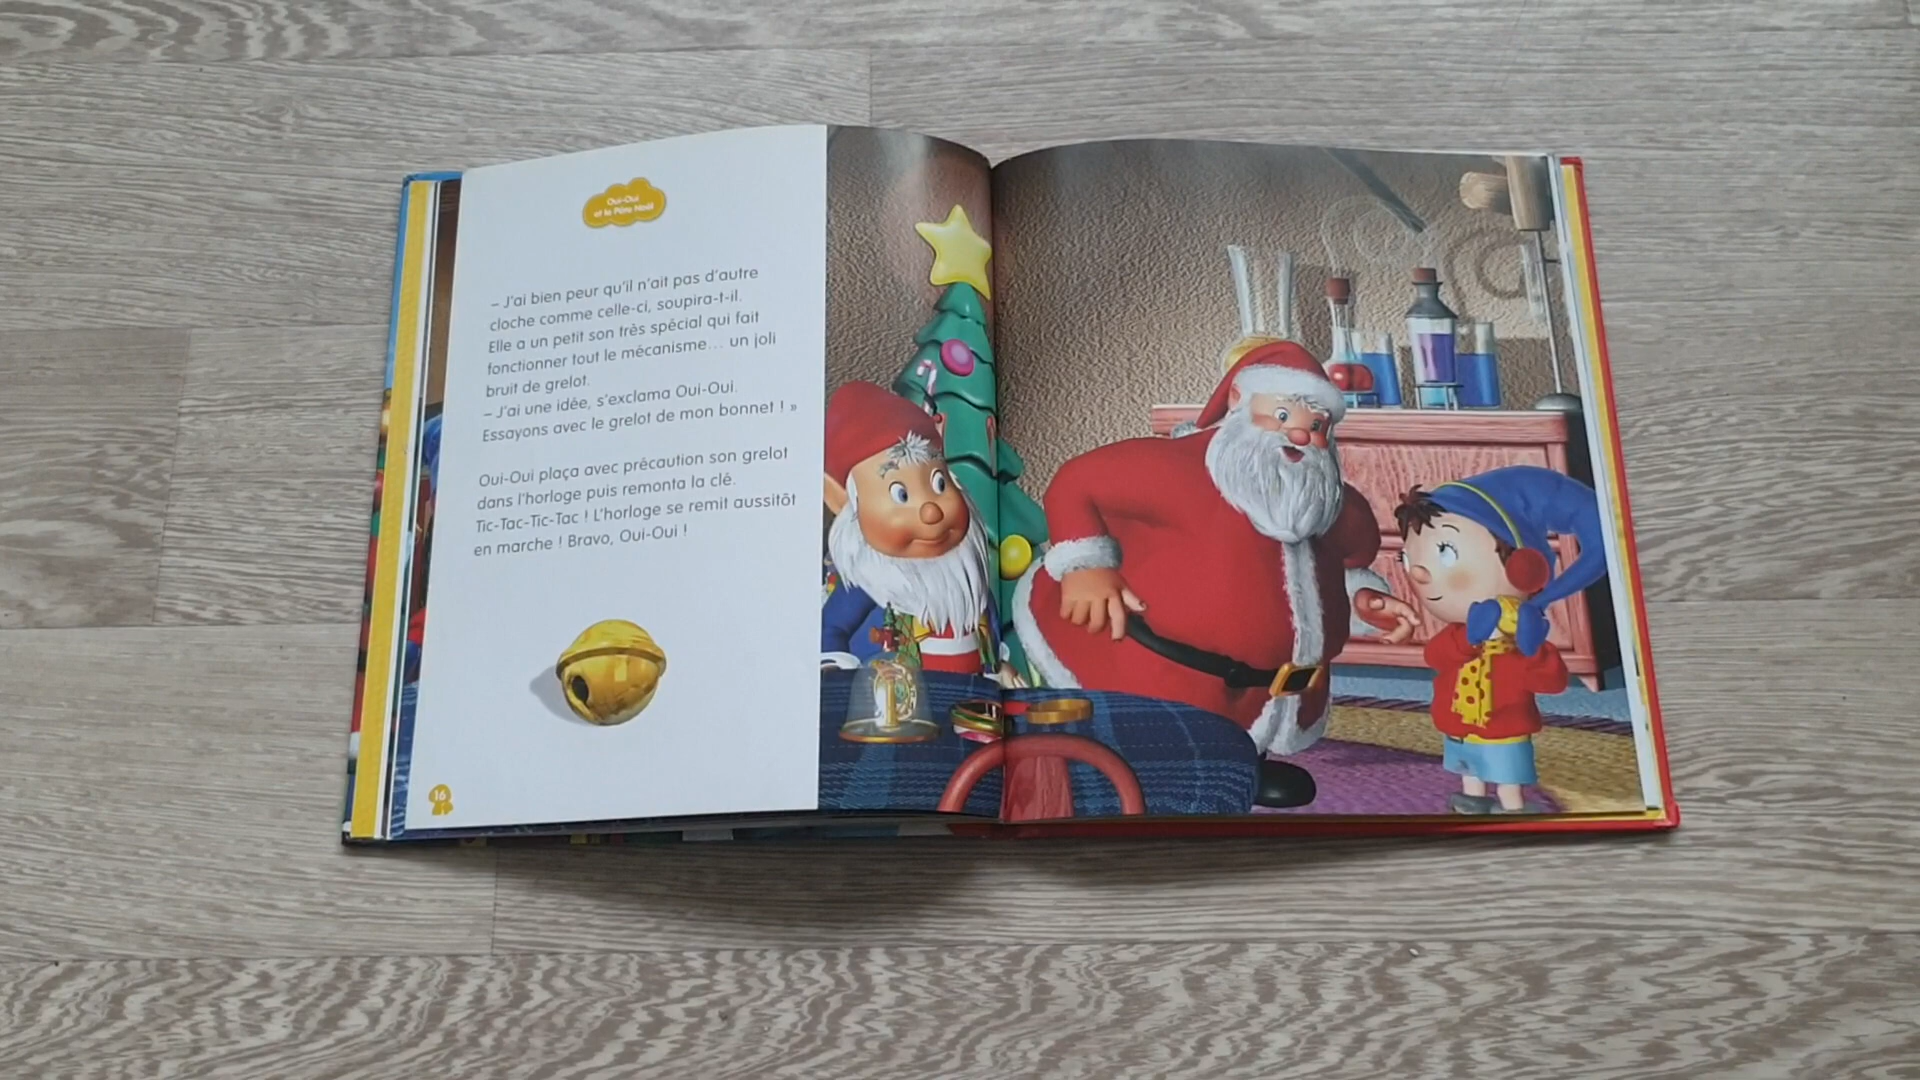 Oui-Oui
et le Père Noël
– J'ai bien peur qu'il n'ait pas d'autre
cloche comme celle-ci, soupira-t-il.
Elle a un petit son très spécial qui fait
fonctionner tout le mécanisme... un joli
bruit de grelot.
– J'ai une idée, s'exclama Oui-Oui.
Essayons avec le grelot de mon bonnet ! »
Oui-Oui plaça avec précaution son grelot
dans l'horloge puis remonta la clé.
Tic-Tac-Tic-Tac ! L'horloge se remit aussitôt
en marche ! Bravo, Oui-Oui !
16